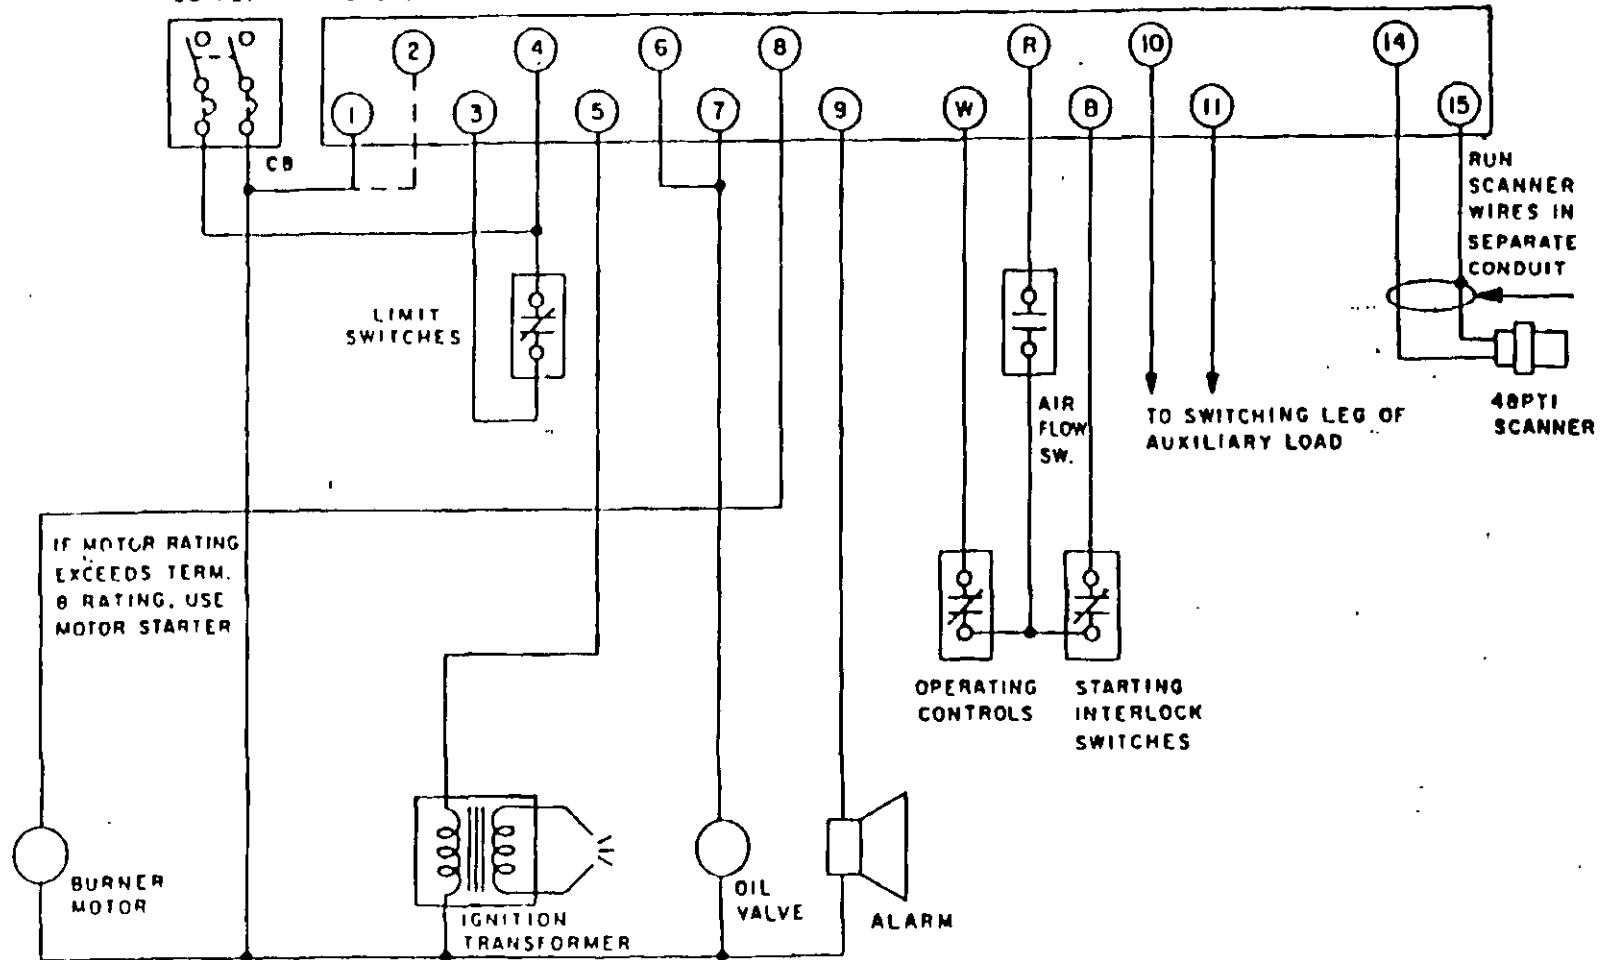 2
4
6
8
R
10
14
1
3
5
7
9
W
B
11
15
CB
RUN
SCANNER
WIRES IN
SEPARATE
CONDUIT
LIMIT
SWITCHES
AIR
FLOW
SW.
TO SWITCHING LEG OF
AUXILIARY LOAD
48PT1
SCANNER
IF MOTOR RATING
EXCEEDS TERM.
8 RATING, USE
MOTOR STARTER
OPERATING
CONTROLS
STARTING
INTERLOCK
SWITCHES
BURNER
MOTOR
IGNITION
TRANSFORMER
OIL
VALVE
ALARM